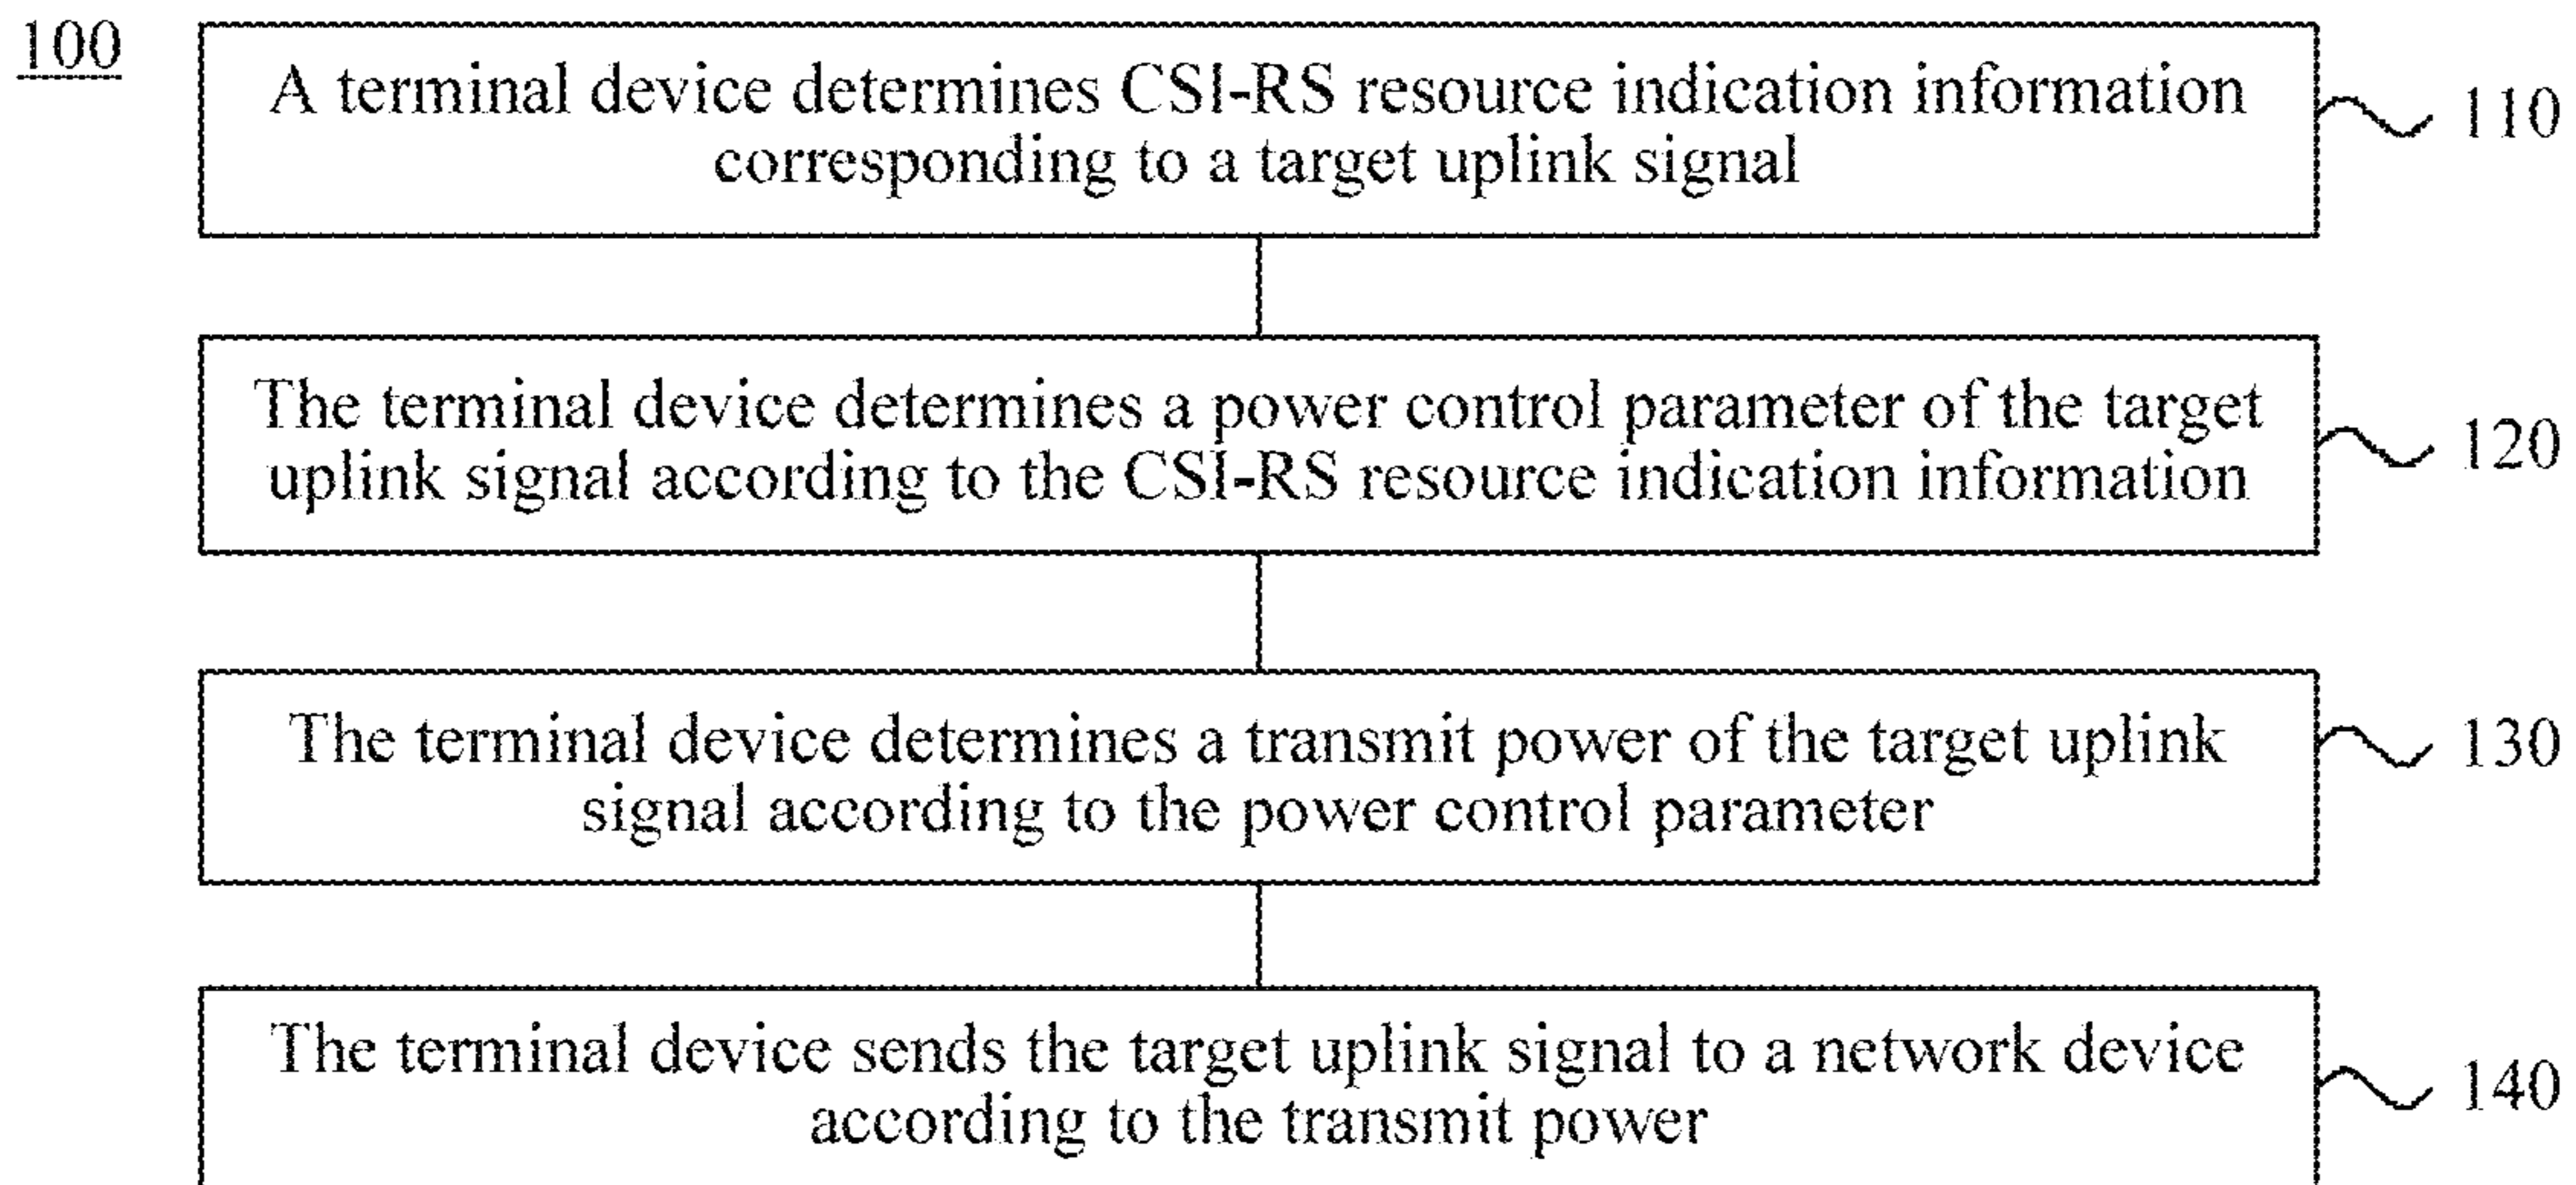 100
A terminal device determines CSI-RS resource indication information
corresponding to a target uplink signal
110
The terminal device determines a power control parameter of the target
uplink signal according to the CSI-RS resource indication information
120
The terminal device determines a transmit power of the target uplink
signal according to the power control parameter
130
The terminal device sends the target uplink signal to a network device
according to the transmit power
140